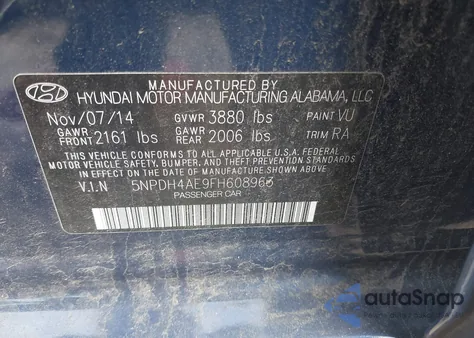 MANUFACTURED BY
HYUNDAI MOTOR MANUFACTURING ALABAMA, LLC
Nov/07/14 GVWR 3880 lbs PAINT VU
GAWR FRONT 2161 lbs GAWR REAR 2006 lbs TRIM RA
THIS VEHICLE CONFORMS TO ALL APPLICABLE U.S.A. FEDERAL
MOTOR VEHICLE SAFETY, BUMPER, AND THEFT PREVENTION
STANDARDS IN EFFECT ON THE DATE OF MANUFACTURE SHOWN ABOVE.
V.I.N 5NPDH4AE9FH608963
PASSENGER CAR
autoSnap